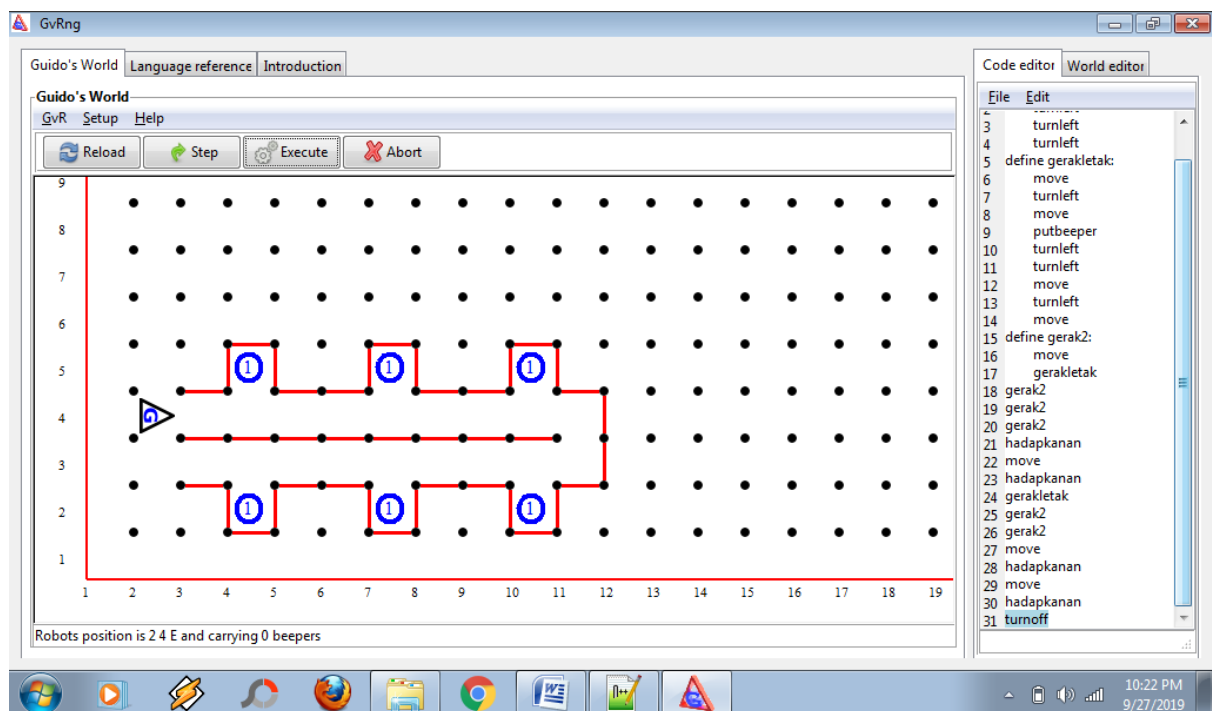 GvRng
Guido's World Language reference Introduction
Guido's World
GvR Setup Help
Reload Step Execute Abort
9
8
7
6
5
4
3
2
1
1 1 1
G
1 1 1
1 2 3 4 5 6 7 8 9 10 11 12 13 14 15 16 17 18 19
Robots position is 2 4 E and carrying 0 beepers
Code editor World editor
File Edit
2 turnleft
3 turnleft
4 turnleft
5 define gerakletak:
6 move
7 turnleft
8 move
9 putbeeper
10 turnleft
11 turnleft
12 move
13 turnleft
14 move
15 define gerak2:
16 move
17 gerakletak
18 gerak2
19 gerak2
20 gerak2
21 hadapkanan
22 move
23 hadapkanan
24 gerakletak
25 gerak2
26 gerak2
27 move
28 hadapkanan
29 move
30 hadapkanan
31 turnoff
10:22 PM
9/27/2019